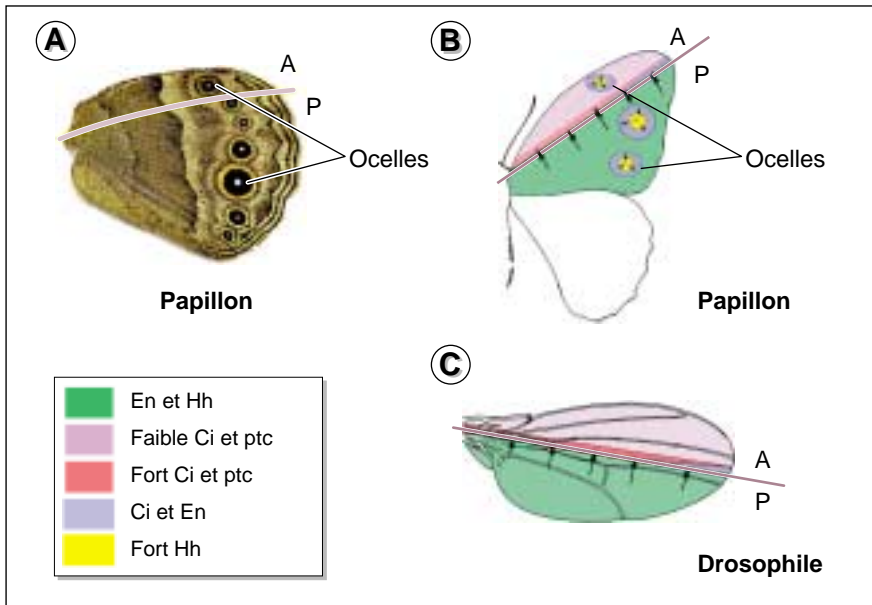 A
A
P
Ocelles
Papillon
B
A
P
Ocelles
Papillon
En et Hh
Faible Ci et ptc
Fort Ci et ptc
Ci et En
Fort Hh
C
A
P
Drosophile